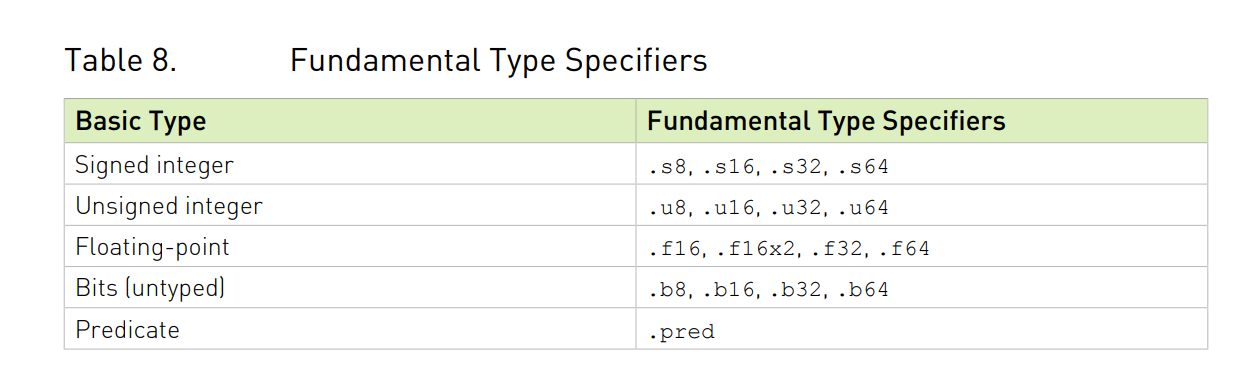 Table 8. Fundamental Type Specifiers
Basic Type Fundamental Type Specifiers
Signed integer .s8, .s16, .s32, .s64
Unsigned integer .u8, .u16, .u32, .u64
Floating-point .f16, .f16x2, .f32, .f64
Bits (untyped) .b8, .b16, .b32, .b64
Predicate .pred